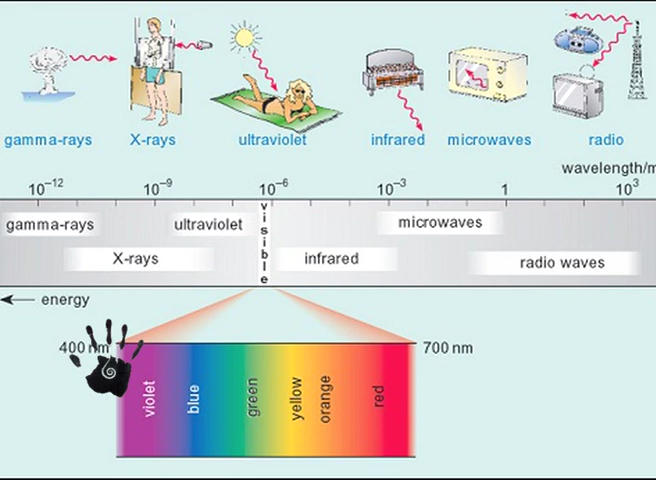 gamma-rays X-rays ultraviolet infrared microwaves radio
wavelength/m
10⁻¹² 10⁻⁹ 10⁻⁶ 10⁻³ 1 10³
gamma-rays ultraviolet visible microwaves
X-rays infrared radio waves
energy
400 nm 700 nm
violet blue green yellow orange red